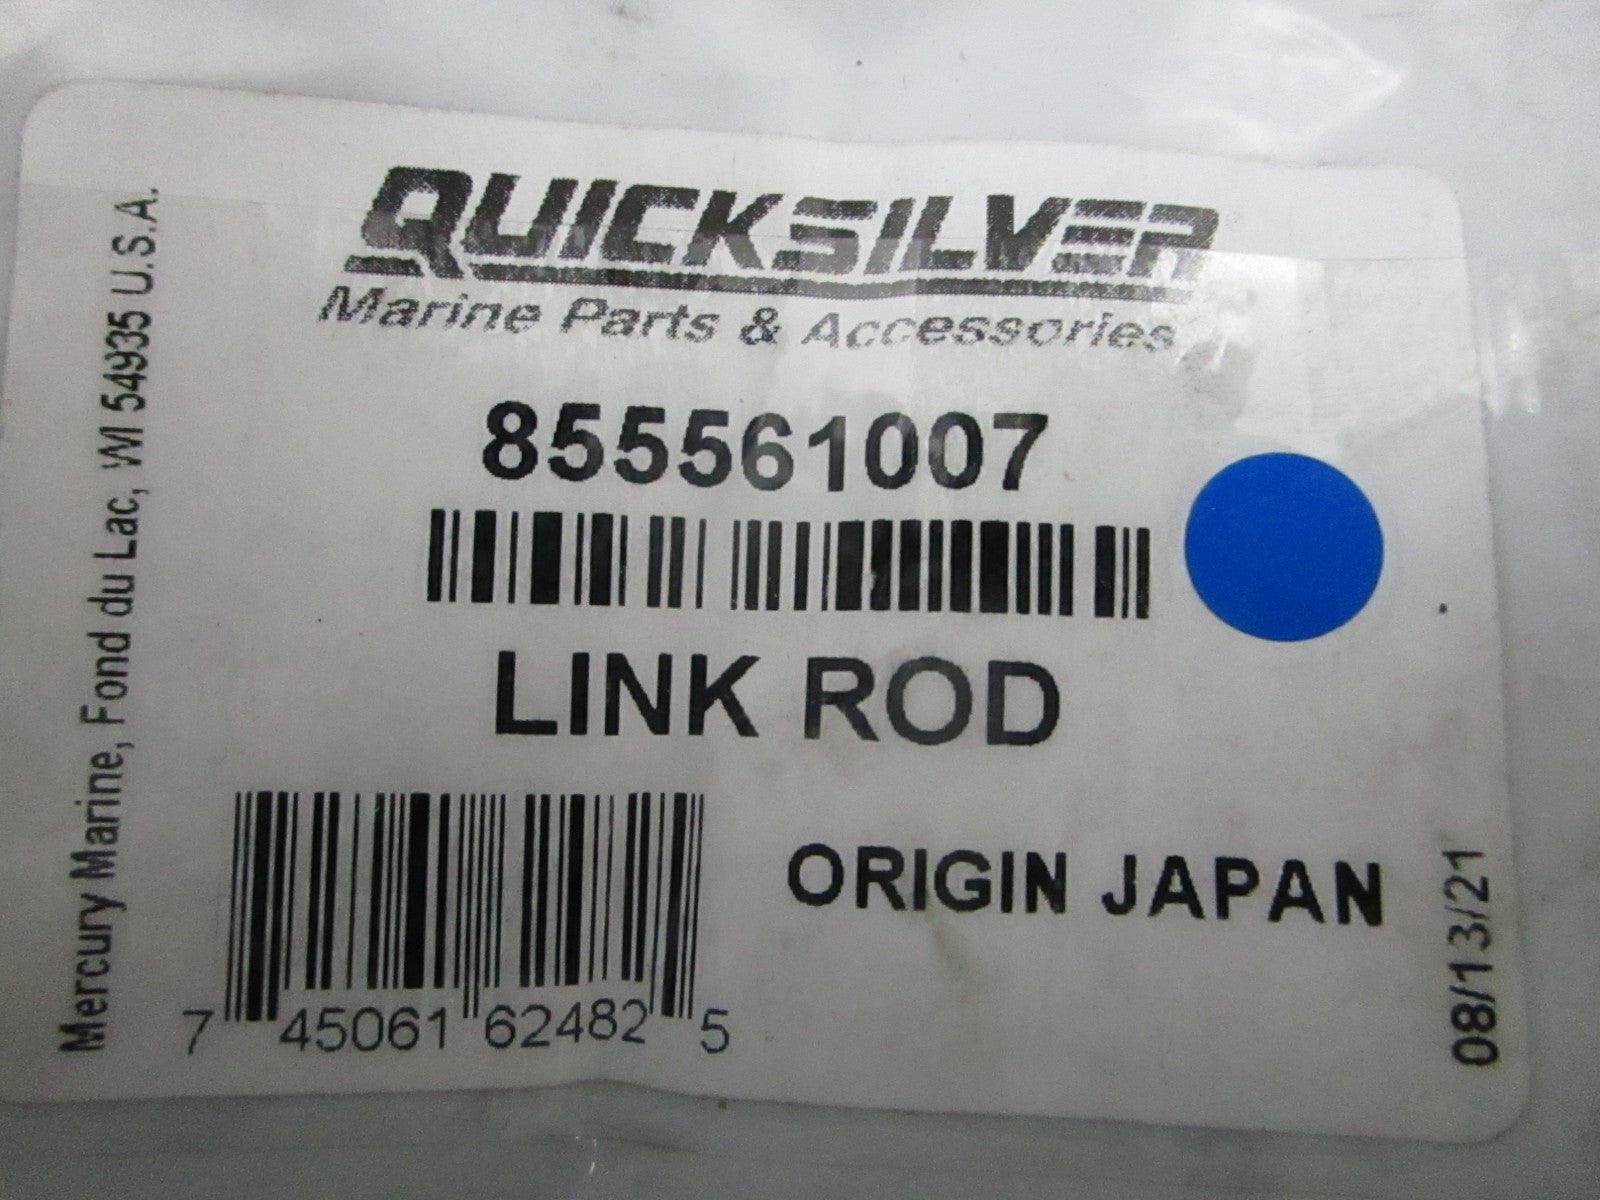 QUICKSILVER
Marine Parts & Accessories
855561007
LINK ROD
ORIGIN JAPAN
7 45061 62482 5
Mercury Marine, Fond du Lac, WI 54935 U.S.A.
08/13/21